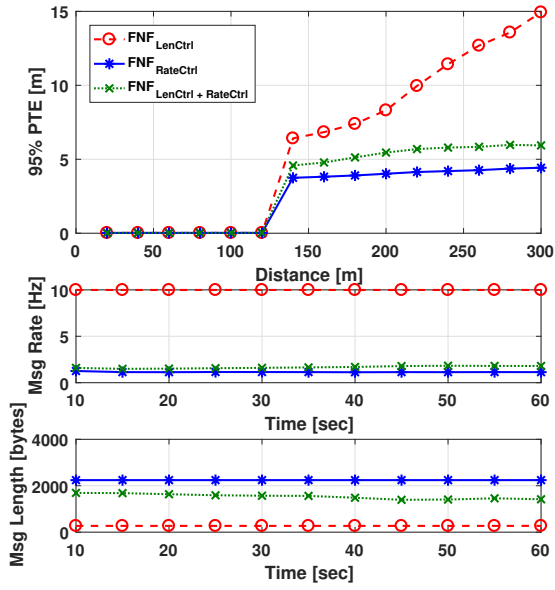 95% PTE [m]
15
10
5
0
FNF_LenCtrl
FNF_RateCtrl
FNF_LenCtrl + RateCtrl
0 50 100 150 200 250 300
Distance [m]
Msg Rate [Hz]
10
5
0
10 20 30 40 50 60
Time [sec]
Msg Length [bytes]
4000
2000
0
10 20 30 40 50 60
Time [sec]